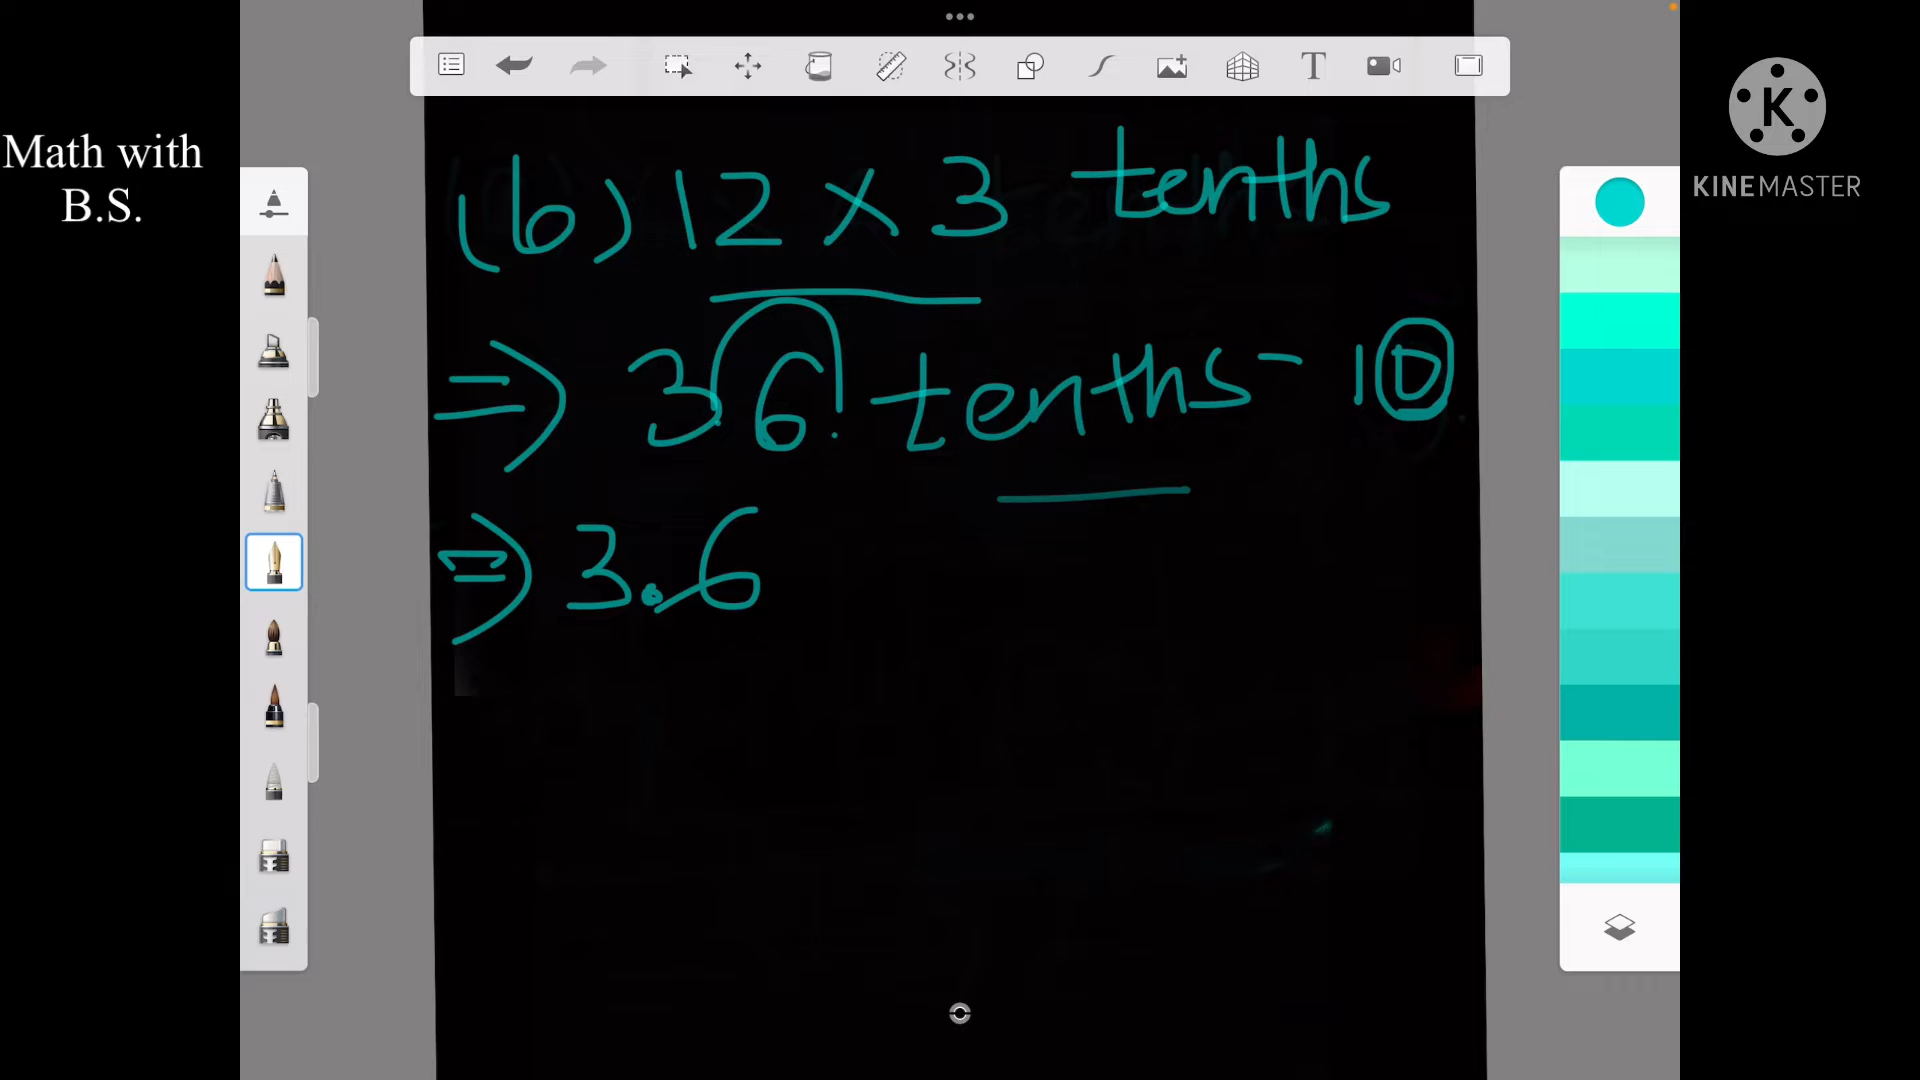 Math with
B.S.
KINEMASTER
(b) 12 × 3 tenths
⇒ 36 tenths - 10
⇒ 3.6